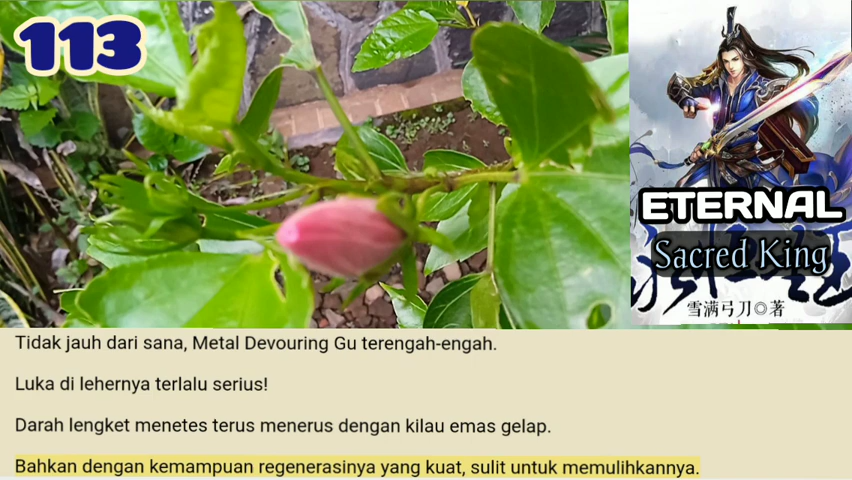 113
ETERNAL
Sacred King
雪满弓刀◎著
Tidak jauh dari sana, Metal Devouring Gu terengah-engah.
Luka di lehernya terlalu serius!
Darah lengket menetes terus menerus dengan kilau emas gelap.
Bahkan dengan kemampuan regenerasinya yang kuat, sulit untuk memulihkannya.